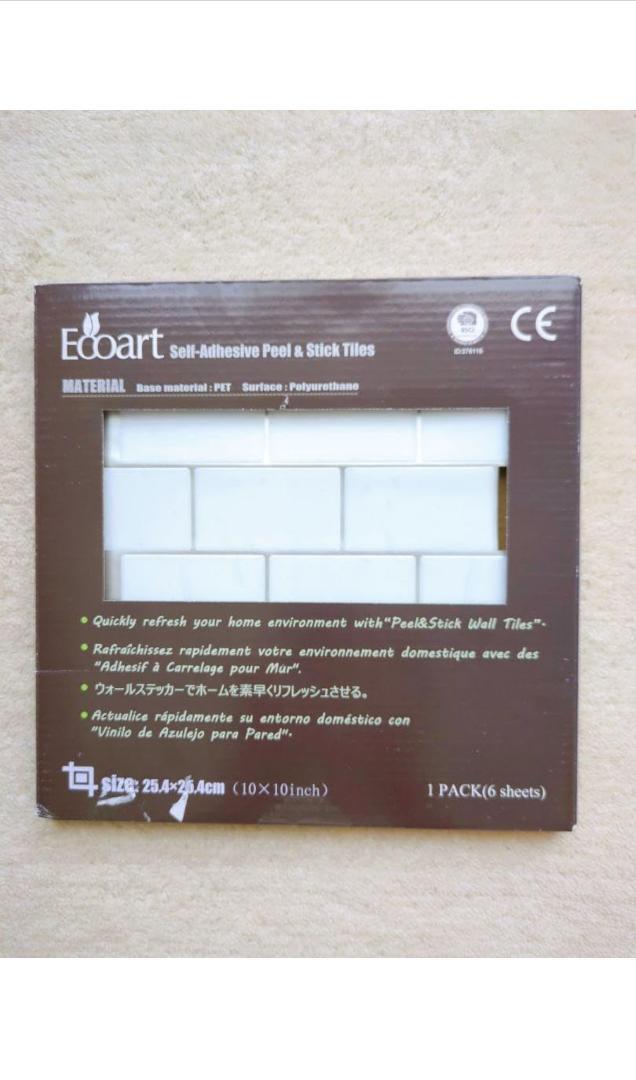 Ecoart Self-Adhesive Peel & Stick Tiles
BSCI
ID:376116
CE
MATERIAL Base material : PET Surface : Polyurethane
Quickly refresh your home environment with"Peel&Stick Wall Tiles".
Rafraîchissez rapidement votre environnement domestique avec des
"Adhesif à Carrelage pour Mur".
ウォールステッカーでホームを素早くリフレッシュさせる。
Actualice rápidamente su entorno doméstico con
"Vinilo de Azulejo para Pared".
size: 25.4×25.4cm (10×10inch)
1 PACK(6 sheets)